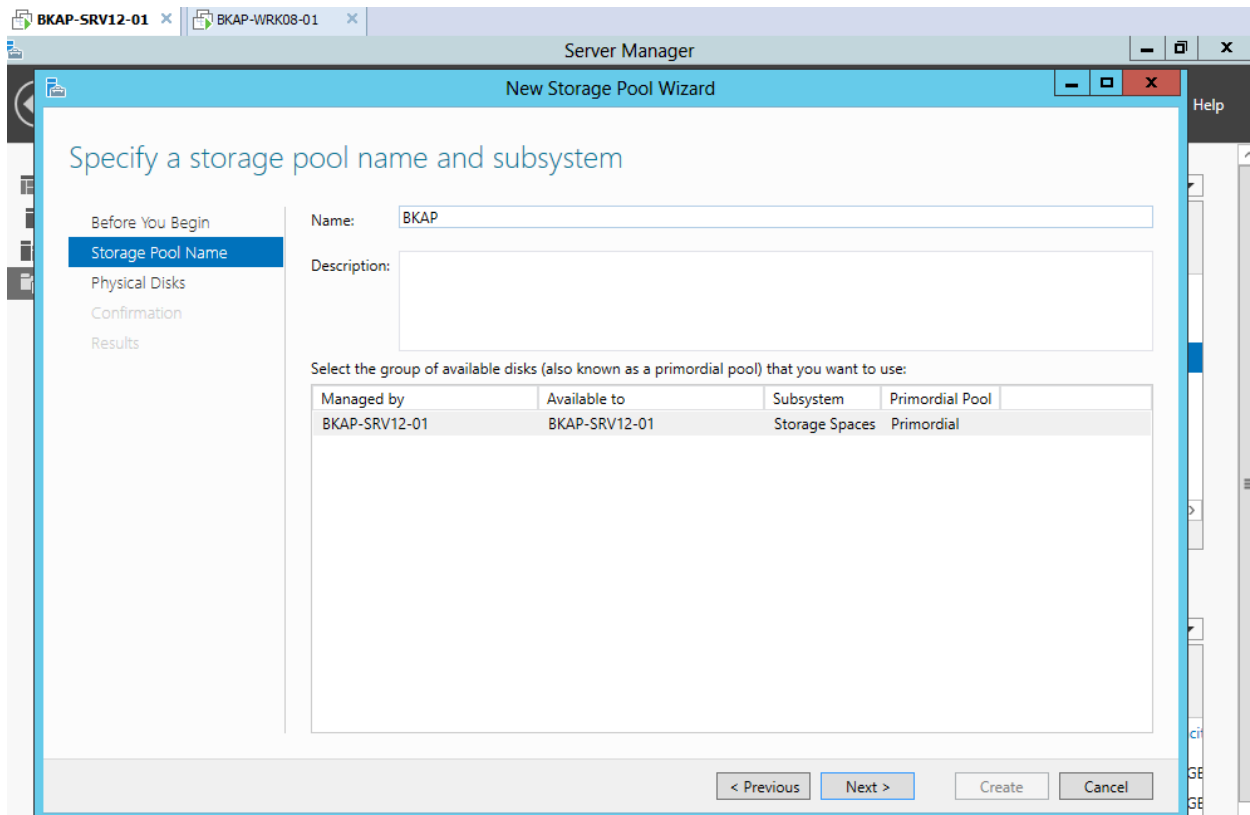 BKAP-SRV12-01 BKAP-WRK08-01
Server Manager
New Storage Pool Wizard
Help
Specify a storage pool name and subsystem
Before You Begin
Storage Pool Name
Physical Disks
Confirmation
Results
Name: BKAP
Description:
Select the group of available disks (also known as a primordial pool) that you want to use:
Managed by Available to Subsystem Primordial Pool
BKAP-SRV12-01 BKAP-SRV12-01 Storage Spaces Primordial
< Previous Next > Create Cancel